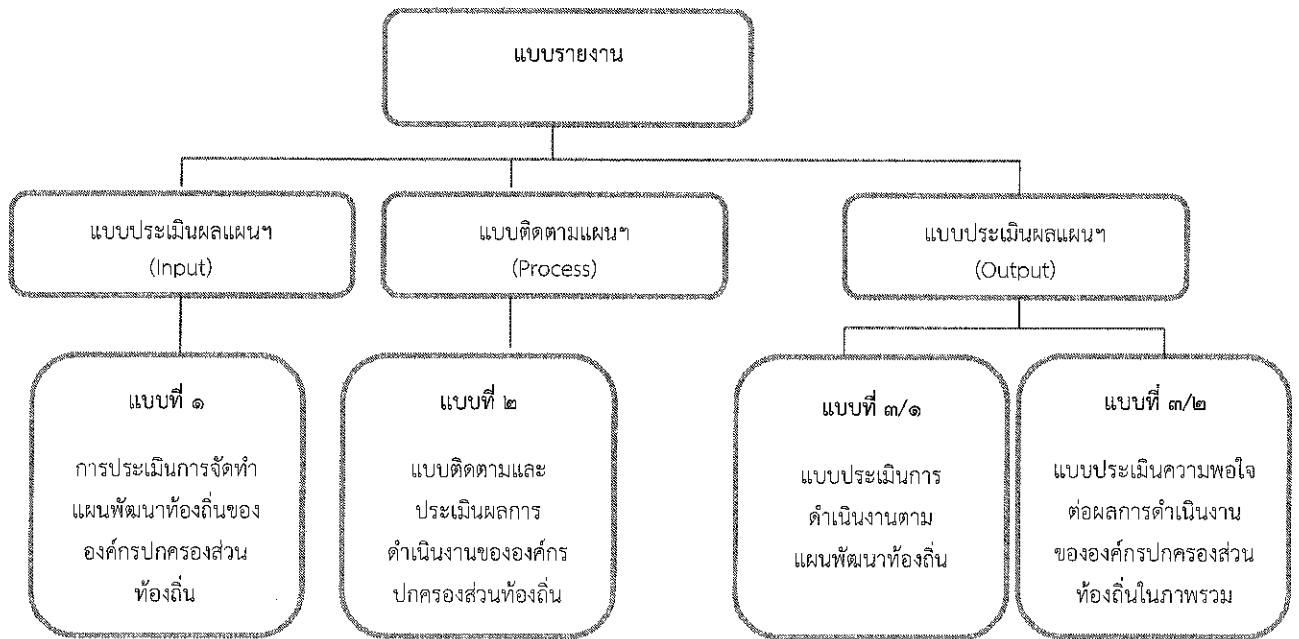 แบบรายงาน
แบบประเมินผลแผนฯ
(Input)
แบบติดตามแผนฯ
(Process)
แบบประเมินผลแผนฯ
(Output)
แบบที่ ๑
การประเมินการจัดทำ
แผนพัฒนาท้องถิ่นของ
องค์กรปกครองส่วน
ท้องถิ่น
แบบที่ ๒
แบบติดตามและ
ประเมินผลการ
ดำเนินงานขององค์กร
ปกครองส่วนท้องถิ่น
แบบที่ ๓/๑
แบบประเมินการ
ดำเนินงานตาม
แผนพัฒนาท้องถิ่น
แบบที่ ๓/๒
แบบประเมินความพอใจ
ต่อผลการดำเนินงาน
ขององค์กรปกครองส่วน
ท้องถิ่นในภาพรวม